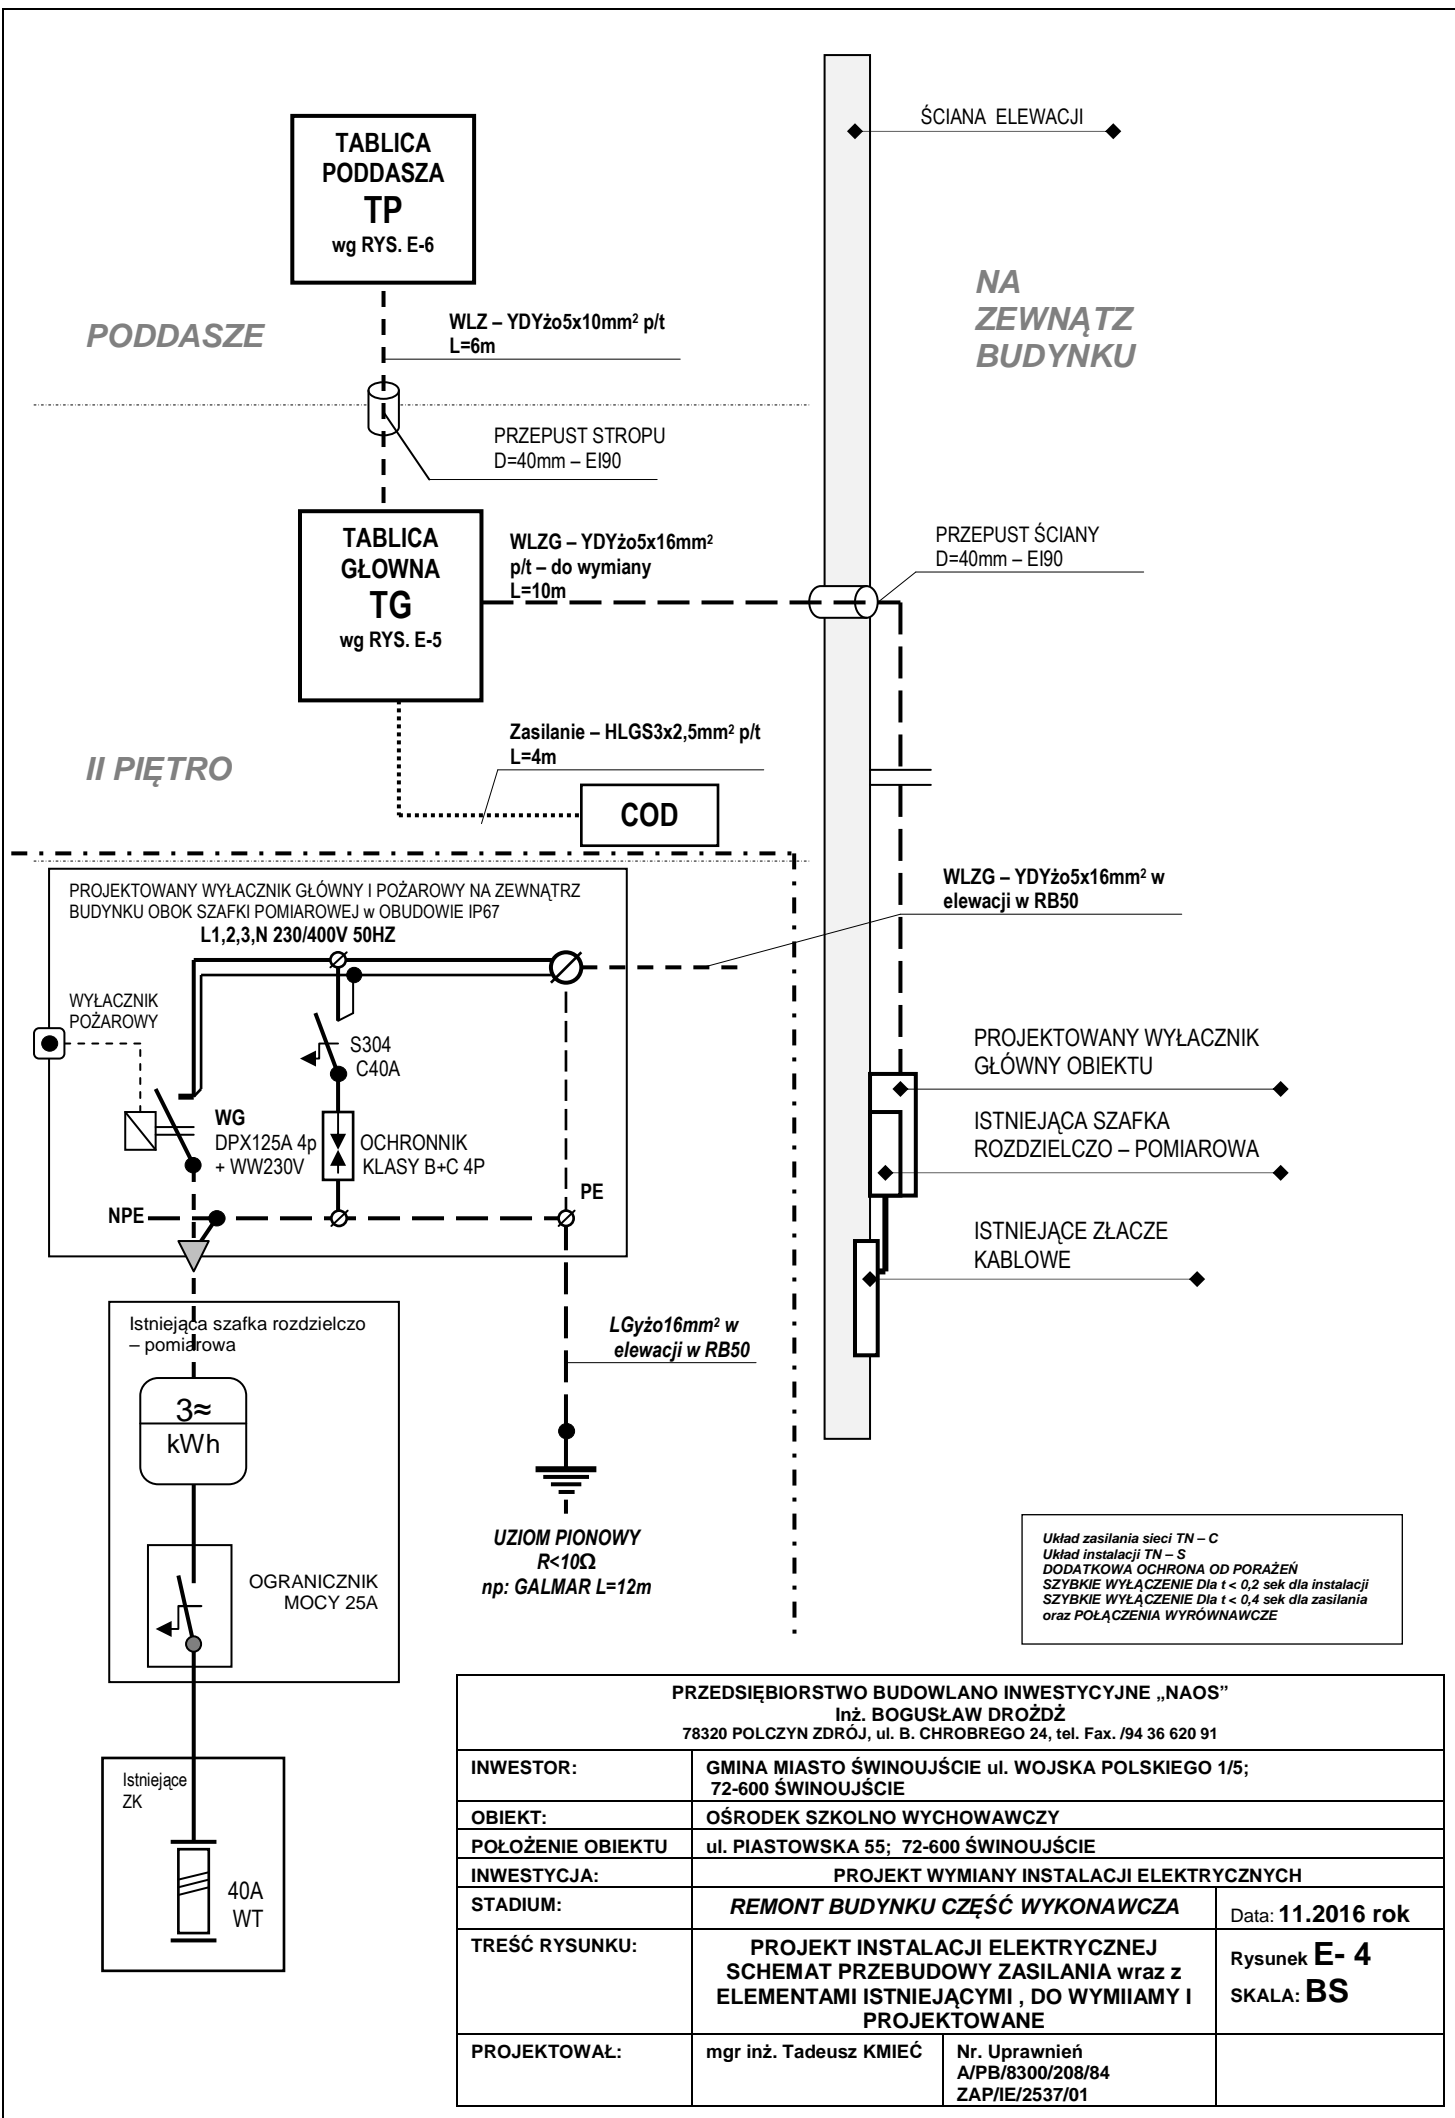 ŚCIANA ELEWACJI
TABLICA
PODDASZA
TP
wg RYS. E-6
NA
ZEWNĄTZ
BUDYNKU
PODDASZE
WLZ – YDYżo5x10mm² p/t
L=6m
PRZEPUST STROPU
D=40mm – EI90
TABLICA
GŁOWNA
TG
wg RYS. E-5
WLZG – YDYżo5x16mm²
p/t – do wymiany
L=10m
PRZEPUST ŚCIANY
D=40mm – EI90
Zasilanie – HLGS3x2,5mm² p/t
L=4m
II PIĘTRO
COD
PROJEKTOWANY WYŁACZNIK GŁÓWNY I POŻAROWY NA ZEWNĄTRZ
BUDYNKU OBOK SZAFKI POMIAROWEJ w OBUDOWIE IP67
L1,2,3,N 230/400V 50HZ
WLZG – YDYżo5x16mm² w
elewacji w RB50
WYŁACZNIK
POŻAROWY
S304
C40A
WG
DPX125A 4p
+ WW230V
OCHRONNIK
KLASY B+C 4P
PE
NPE
PROJEKTOWANY WYŁACZNIK
GŁÓWNY OBIEKTU
ISTNIEJĄCA SZAFKA
ROZDZIELCZO – POMIAROWA
ISTNIEJĄCE ZŁACZE
KABLOWE
Istniejąca szafka rozdzielczo
– pomiarowa
3≈
kWh
LGyżo16mm² w
elewacji w RB50
OGRANICZNIK
MOCY 25A
UZIOM PIONOWY
R<10Ω
np: GALMAR L=12m
Układ zasilania sieci TN – C
Układ instalacji TN – S
DODATKOWA OCHRONA OD PORAŻEŃ
SZYBKIE WYŁĄCZENIE Dla t < 0,2 sek dla instalacji
SZYBKIE WYŁĄCZENIE Dla t < 0,4 sek dla zasilania
oraz POŁĄCZENIA WYRÓWNAWCZE
Istniejące
ZK
40A
WT
PRZEDSIĘBIORSTWO BUDOWLANO INWESTYCYJNE „NAOS”
Inż. BOGUSŁAW DROŻDŻ
78320 POLCZYN ZDRÓJ, ul. B. CHROBREGO 24, tel. Fax. /94 36 620 91
INWESTOR:
GMINA MIASTO ŚWINOUJŚCIE ul. WOJSKA POLSKIEGO 1/5;
72-600 ŚWINOUJŚCIE
OBIEKT:
OŚRODEK SZKOLNO WYCHOWAWCZY
POŁOŻENIE OBIEKTU
ul. PIASTOWSKA 55; 72-600 ŚWINOUJŚCIE
INWESTYCJA:
PROJEKT WYMIANY INSTALACJI ELEKTRYCZNYCH
STADIUM:
REMONT BUDYNKU CZĘŚĆ WYKONAWCZA
Data: 11.2016 rok
TREŚĆ RYSUNKU:
PROJEKT INSTALACJI ELEKTRYCZNEJ
SCHEMAT PRZEBUDOWY ZASILANIA wraz z
ELEMENTAMI ISTNIEJĄCYMI , DO WYMIIAMY I
PROJEKTOWANE
Rysunek E- 4
SKALA: BS
PROJEKTOWAŁ:
mgr inż. Tadeusz KMIEĆ
Nr. Uprawnień
A/PB/8300/208/84
ZAP/IE/2537/01